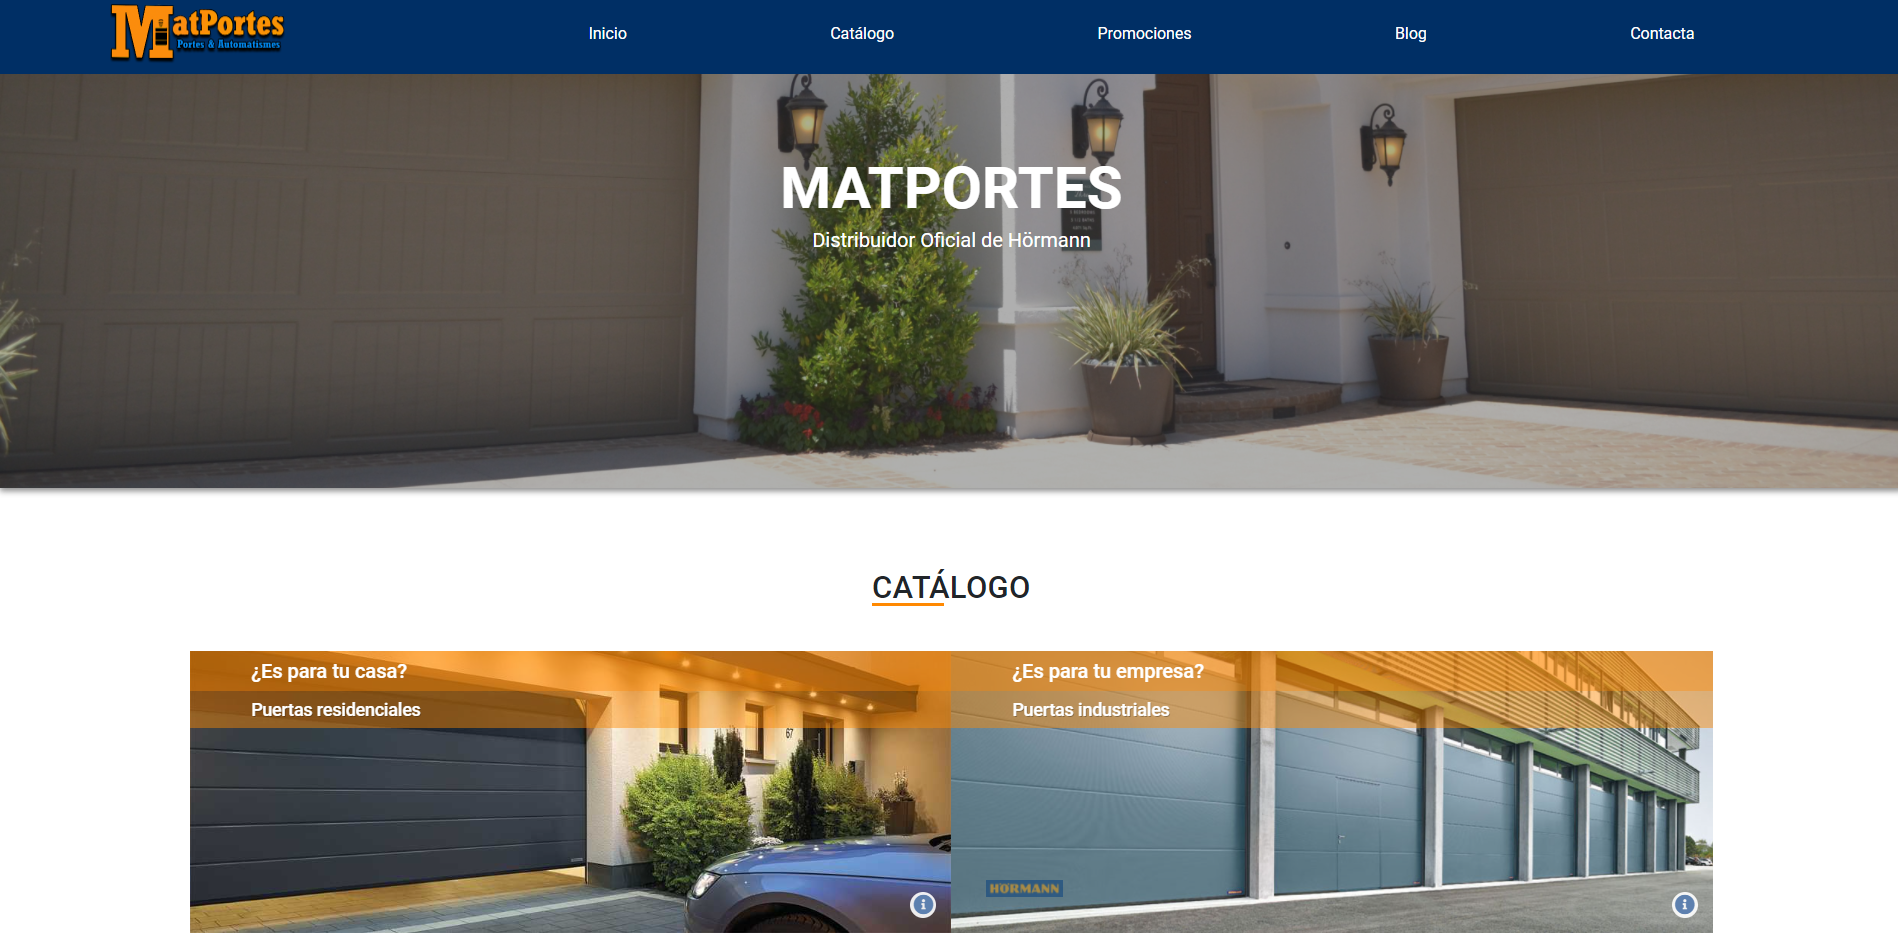 MatPortes
Portes & Automatismes
Inicio
Catálogo
Promociones
Blog
Contacta
MATPORTES
Distribuidor Oficial de Hörmann
CATÁLOGO
¿Es para tu casa?
Puertas residenciales
67
¿Es para tu empresa?
Puertas industriales
HÖRMANN